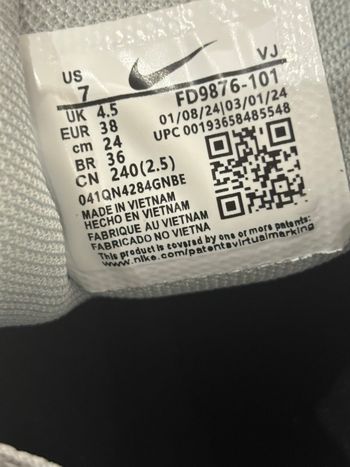 US
7
VJ
UK 4.5
EUR 38
cm 24
BR 36
CN 240(2.5)
FD9876-101
01/08/24|03/01/24
UPC 00193658485548
041QN4284GNBE
MADE IN VIETNAM
HECHO EN VIETNAM
FABRIQUÉ AU VIETNAM
FABRICADO NO VIETNA
This product is covered by one or more patents:
www.nike.com/patentsvirtualmarking